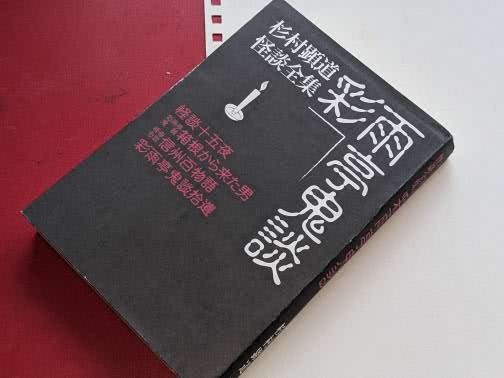 彩雨亭鬼談
杉村顕道
怪談全集
怪談十五夜
箱根から来た男
信州百物語
彩雨亭鬼談拾遺